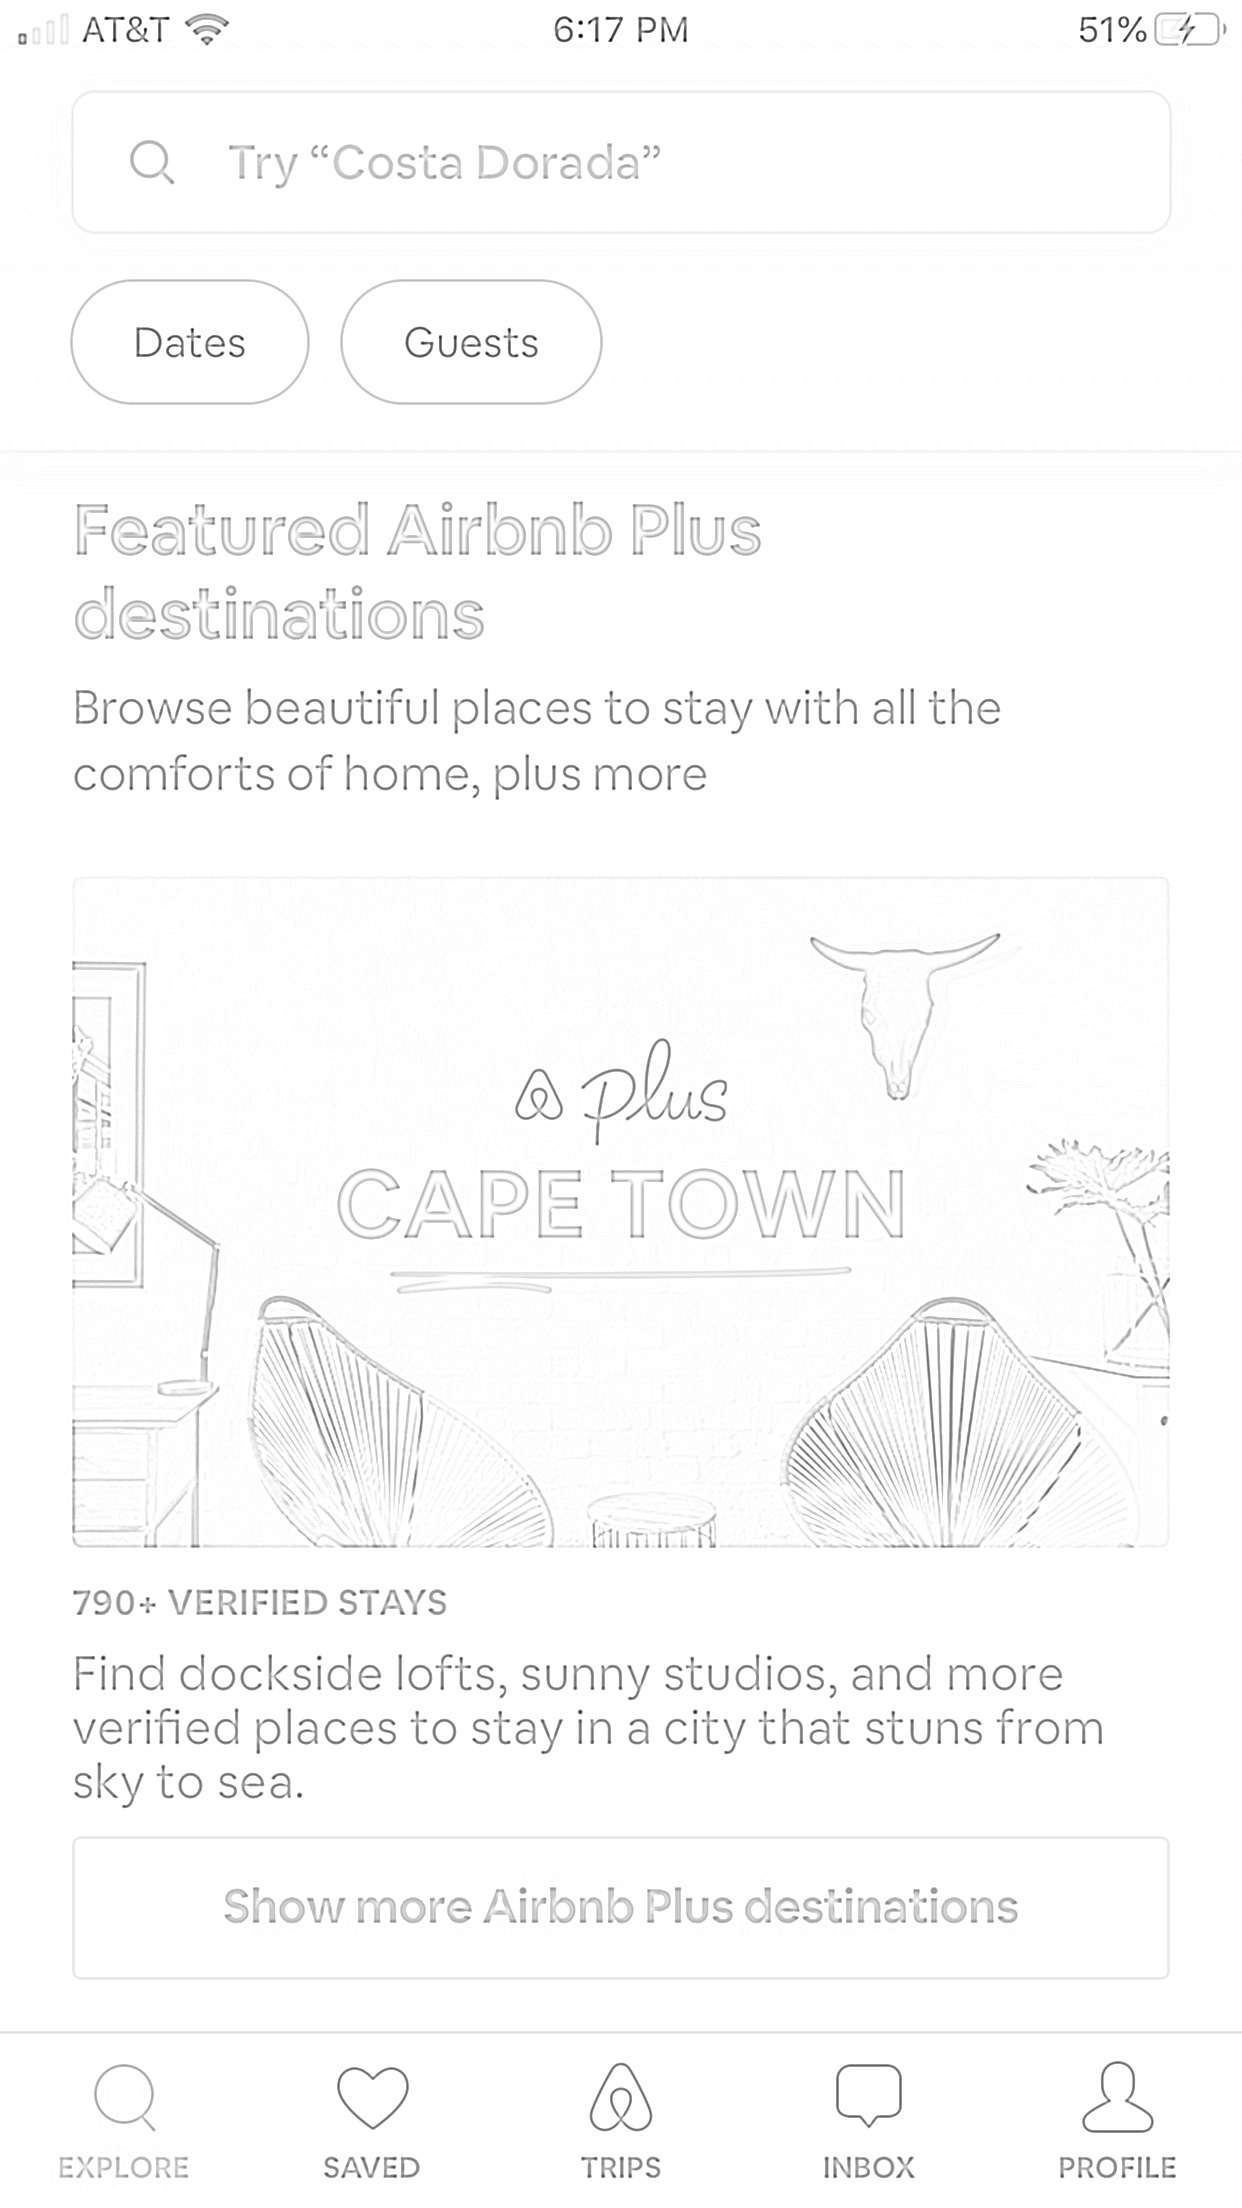 AT&T 6:17 PM 51%
Try “Costa Dorada”
Dates Guests
Featured Airbnb Plus
destinations
Browse beautiful places to stay with all the
comforts of home, plus more
Plus
CAPE TOWN
790+ VERIFIED STAYS
Find dockside lofts, sunny studios, and more
verified places to stay in a city that stuns from
sky to sea.
Show more Airbnb Plus destinations
EXPLORE SAVED TRIPS INBOX PROFILE